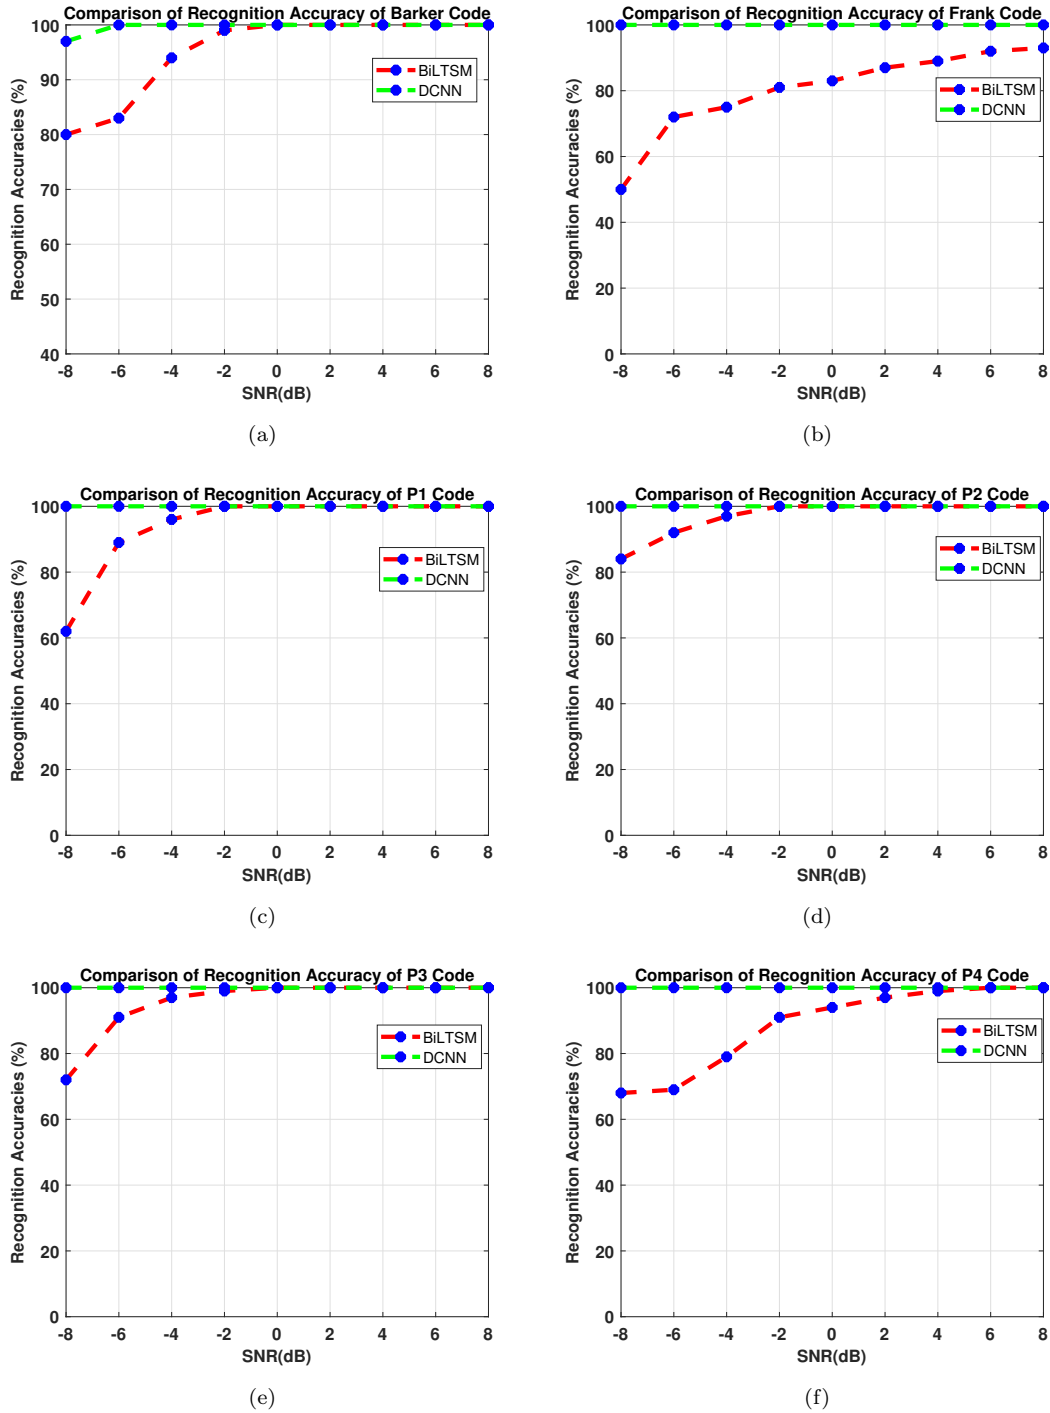 Comparison of Recognition Accuracy of Barker Code
100
90
80
70
60
50
40
Recognition Accuracies (%)
BiLTSM
DCNN
-8 -6 -4 -2 0 2 4 6 8
SNR(dB)
(a)
Comparison of Recognition Accuracy of Frank Code
100
80
60
40
20
0
Recognition Accuracies (%)
BiLTSM
DCNN
-8 -6 -4 -2 0 2 4 6 8
SNR(dB)
(b)
Comparison of Recognition Accuracy of P1 Code
100
80
60
40
20
0
Recognition Accuracies (%)
BiLTSM
DCNN
-8 -6 -4 -2 0 2 4 6 8
SNR(dB)
(c)
Comparison of Recognition Accuracy of P2 Code
100
80
60
40
20
0
Recognition Accuracies (%)
BiLTSM
DCNN
-8 -6 -4 -2 0 2 4 6 8
SNR(dB)
(d)
Comparison of Recognition Accuracy of P3 Code
100
80
60
40
20
0
Recognition Accuracies (%)
BiLTSM
DCNN
-8 -6 -4 -2 0 2 4 6 8
SNR(dB)
(e)
Comparison of Recognition Accuracy of P4 Code
100
80
60
40
20
0
Recognition Accuracies (%)
BiLTSM
DCNN
-8 -6 -4 -2 0 2 4 6 8
SNR(dB)
(f)